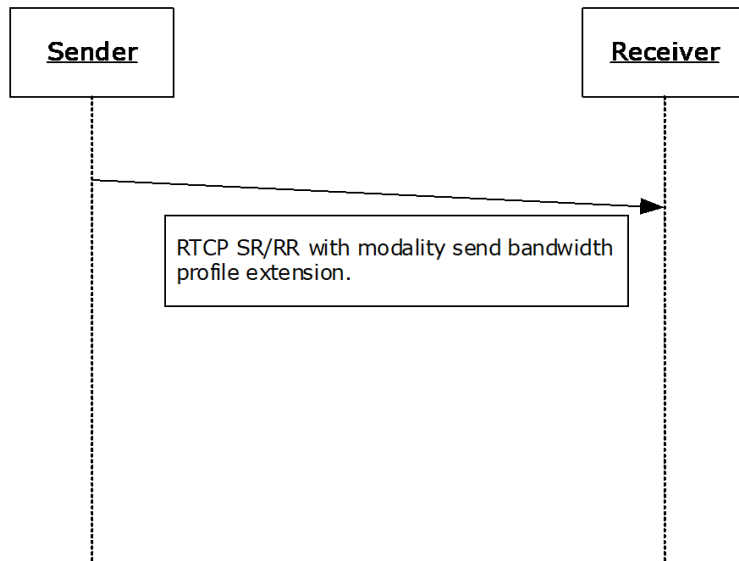 Sender
Receiver
RTCP SR/RR with modality send bandwidth
profile extension.